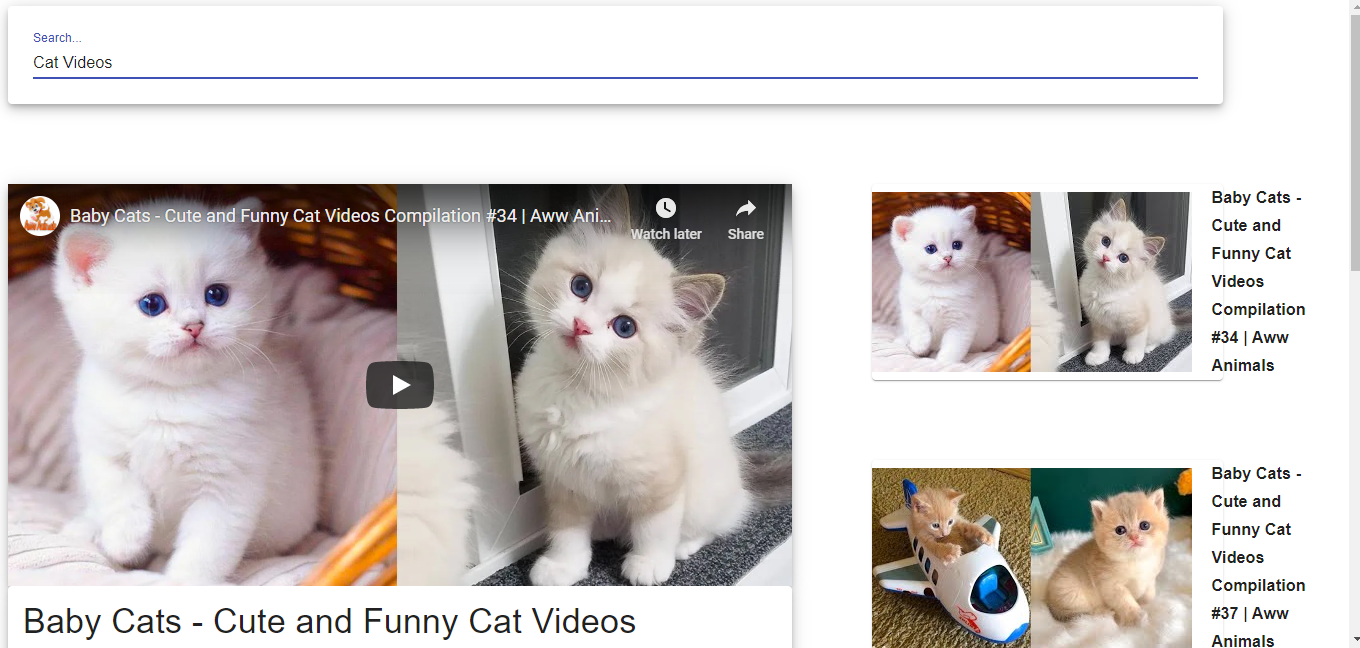 Search...
Cat Videos
Baby Cats - Cute and Funny Cat Videos Compilation #34 | Aww Ani...
Watch later
Share
Baby Cats - Cute and Funny Cat Videos
Baby Cats -
Cute and
Funny Cat
Videos
Compilation
#34 | Aww
Animals
Baby Cats -
Cute and
Funny Cat
Videos
Compilation
#37 | Aww
Animals